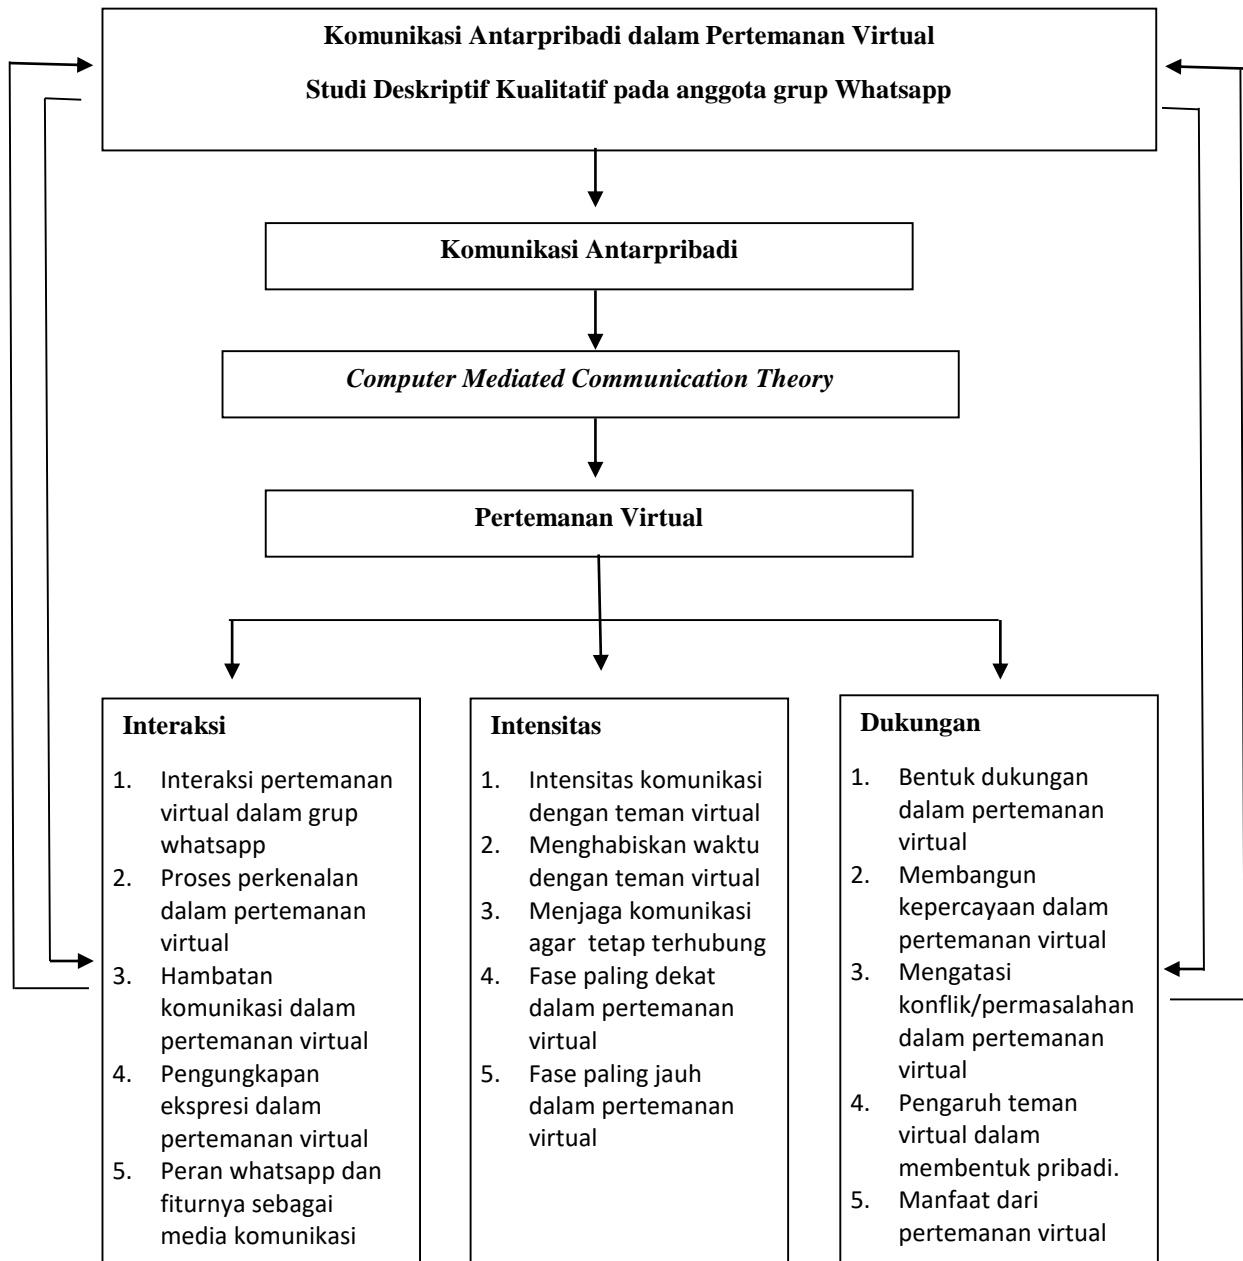 Komunikasi Antarpribadi dalam Pertemanan Virtual
Studi Deskriptif Kualitatif pada anggota grup Whatsapp
Komunikasi Antarpribadi
Computer Mediated Communication Theory
Pertemanan Virtual
Interaksi
1. Interaksi pertemanan
virtual dalam grup
whatsapp
2. Proses perkenalan
dalam pertemanan
virtual
3. Hambatan
komunikasi dalam
pertemanan virtual
4. Pengungkapan
ekspresi dalam
pertemanan virtual
5. Peran whatsapp dan
fiturnya sebagai
media komunikasi
Intensitas
1. Intensitas komunikasi
dengan teman virtual
2. Menghabiskan waktu
dengan teman virtual
3. Menjaga komunikasi
agar  tetap terhubung
4. Fase paling dekat
dalam pertemanan
virtual
5. Fase paling jauh
dalam pertemanan
virtual
Dukungan
1. Bentuk dukungan
dalam pertemanan
virtual
2. Membangun
kepercayaan dalam
pertemanan virtual
3. Mengatasi
konflik/permasalahan
dalam pertemanan
virtual
4. Pengaruh teman
virtual dalam
membentuk pribadi.
5. Manfaat dari
pertemanan virtual